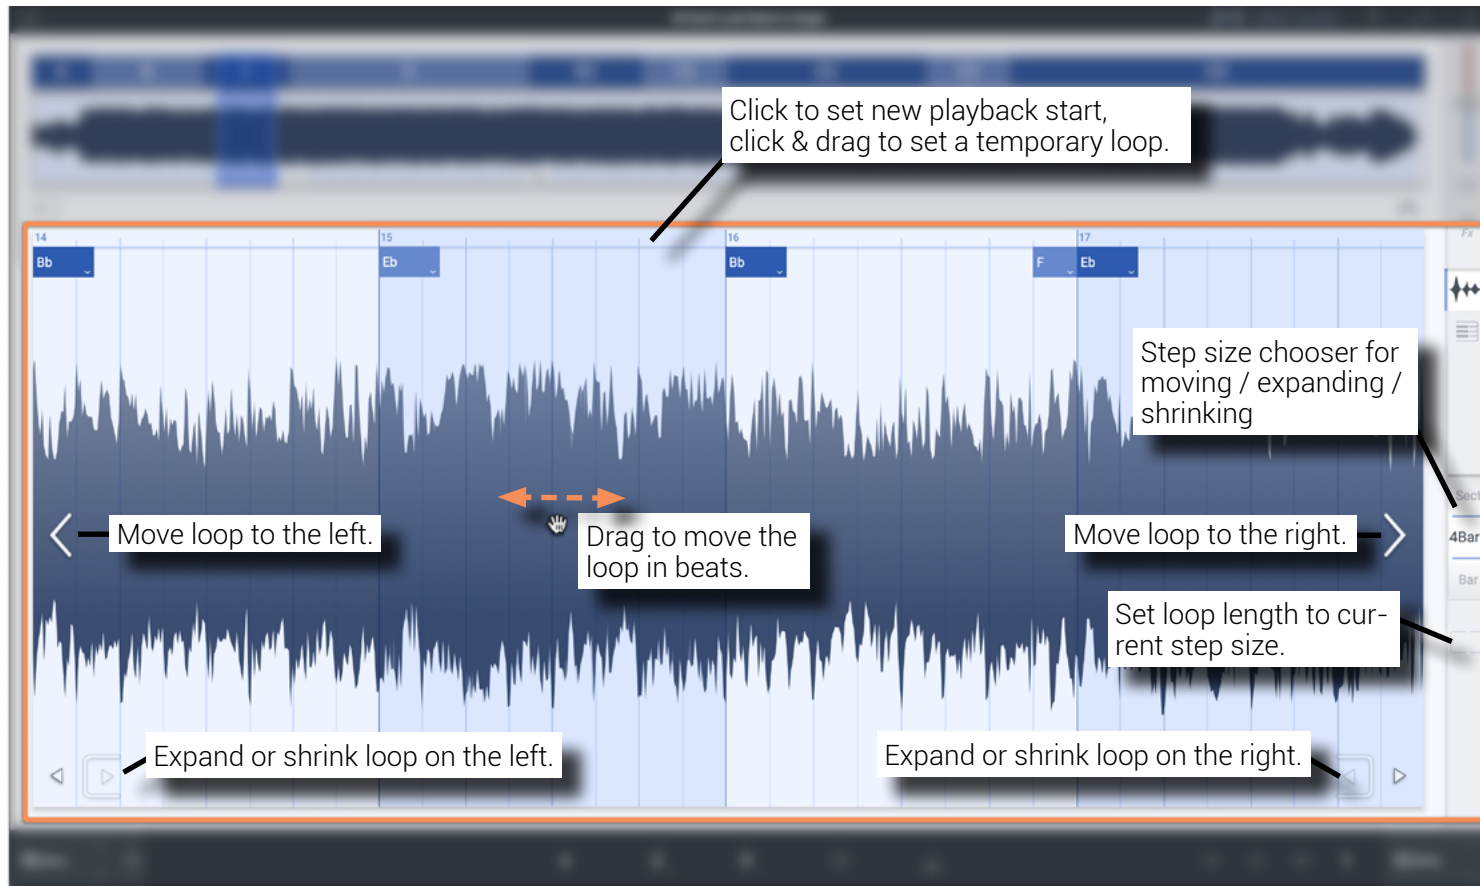 Click to set new playback start,
click & drag to set a temporary loop.
14
15
16
17
Fx
Bb
Eb
Bb
F
Eb
Step size chooser for
moving / expanding /
shrinking
Sect
4Bar
Bar
Move loop to the left.
Drag to move the
loop in beats.
Move loop to the right.
Set loop length to cur-
rent step size.
Expand or shrink loop on the left.
Expand or shrink loop on the right.